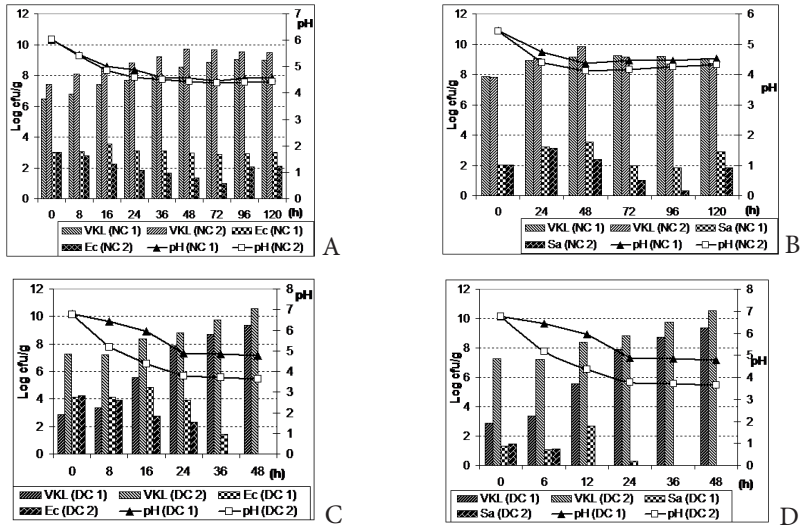 12 7 pH
10 6
8 5
6 4
4 3
2 2
0 1
0
Log cfu/g
0 8 16 24 36 48 72 96 120 (h)
VKL (NC 1) VKL (NC 2) Ec (NC 1)
Ec (NC 2) pH (NC 1) pH (NC 2)
A
12 6
10 5
8 4
6 3
4 2
2 1
0 0
Log cfu/g
pH
0 24 48 72 96 120 (h)
VKL (NC 1) VKL (NC 2) Sa (NC 1)
Sa (NC 2) pH (NC 1) pH (NC 2)
B
12 8 pH
10 7
8 6
6 5
4 4
2 3
0 2
1
0
Log cfu/g
0 8 16 24 36 48 (h)
VKL (DC 1) VKL (DC 2) Ec (DC 1)
Ec (DC 2) pH (DC 1) pH (DC 2)
C
12 8
10 7
8 6
6 5
4 4
2 3
0 2
1
0
Log cfu/g
pH
0 6 12 24 36 48 (h)
VKL (DC 1) VKL (DC 2) Sa (DC 1)
Sa (DC 2) pH (DC 1) pH (DC 2)
D